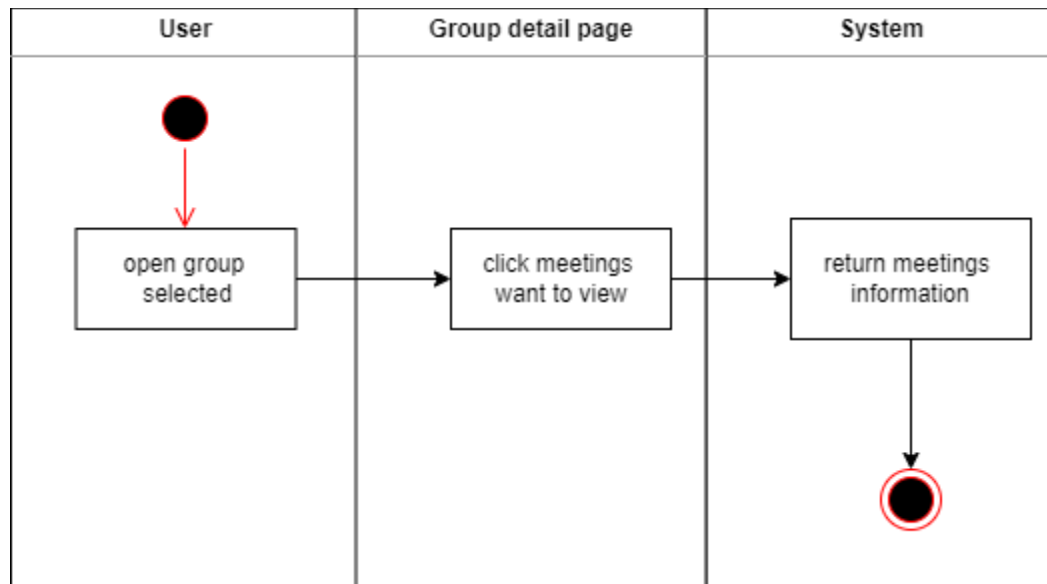 User
Group detail page
System
open group
selected
click meetings
want to view
return meetings
information